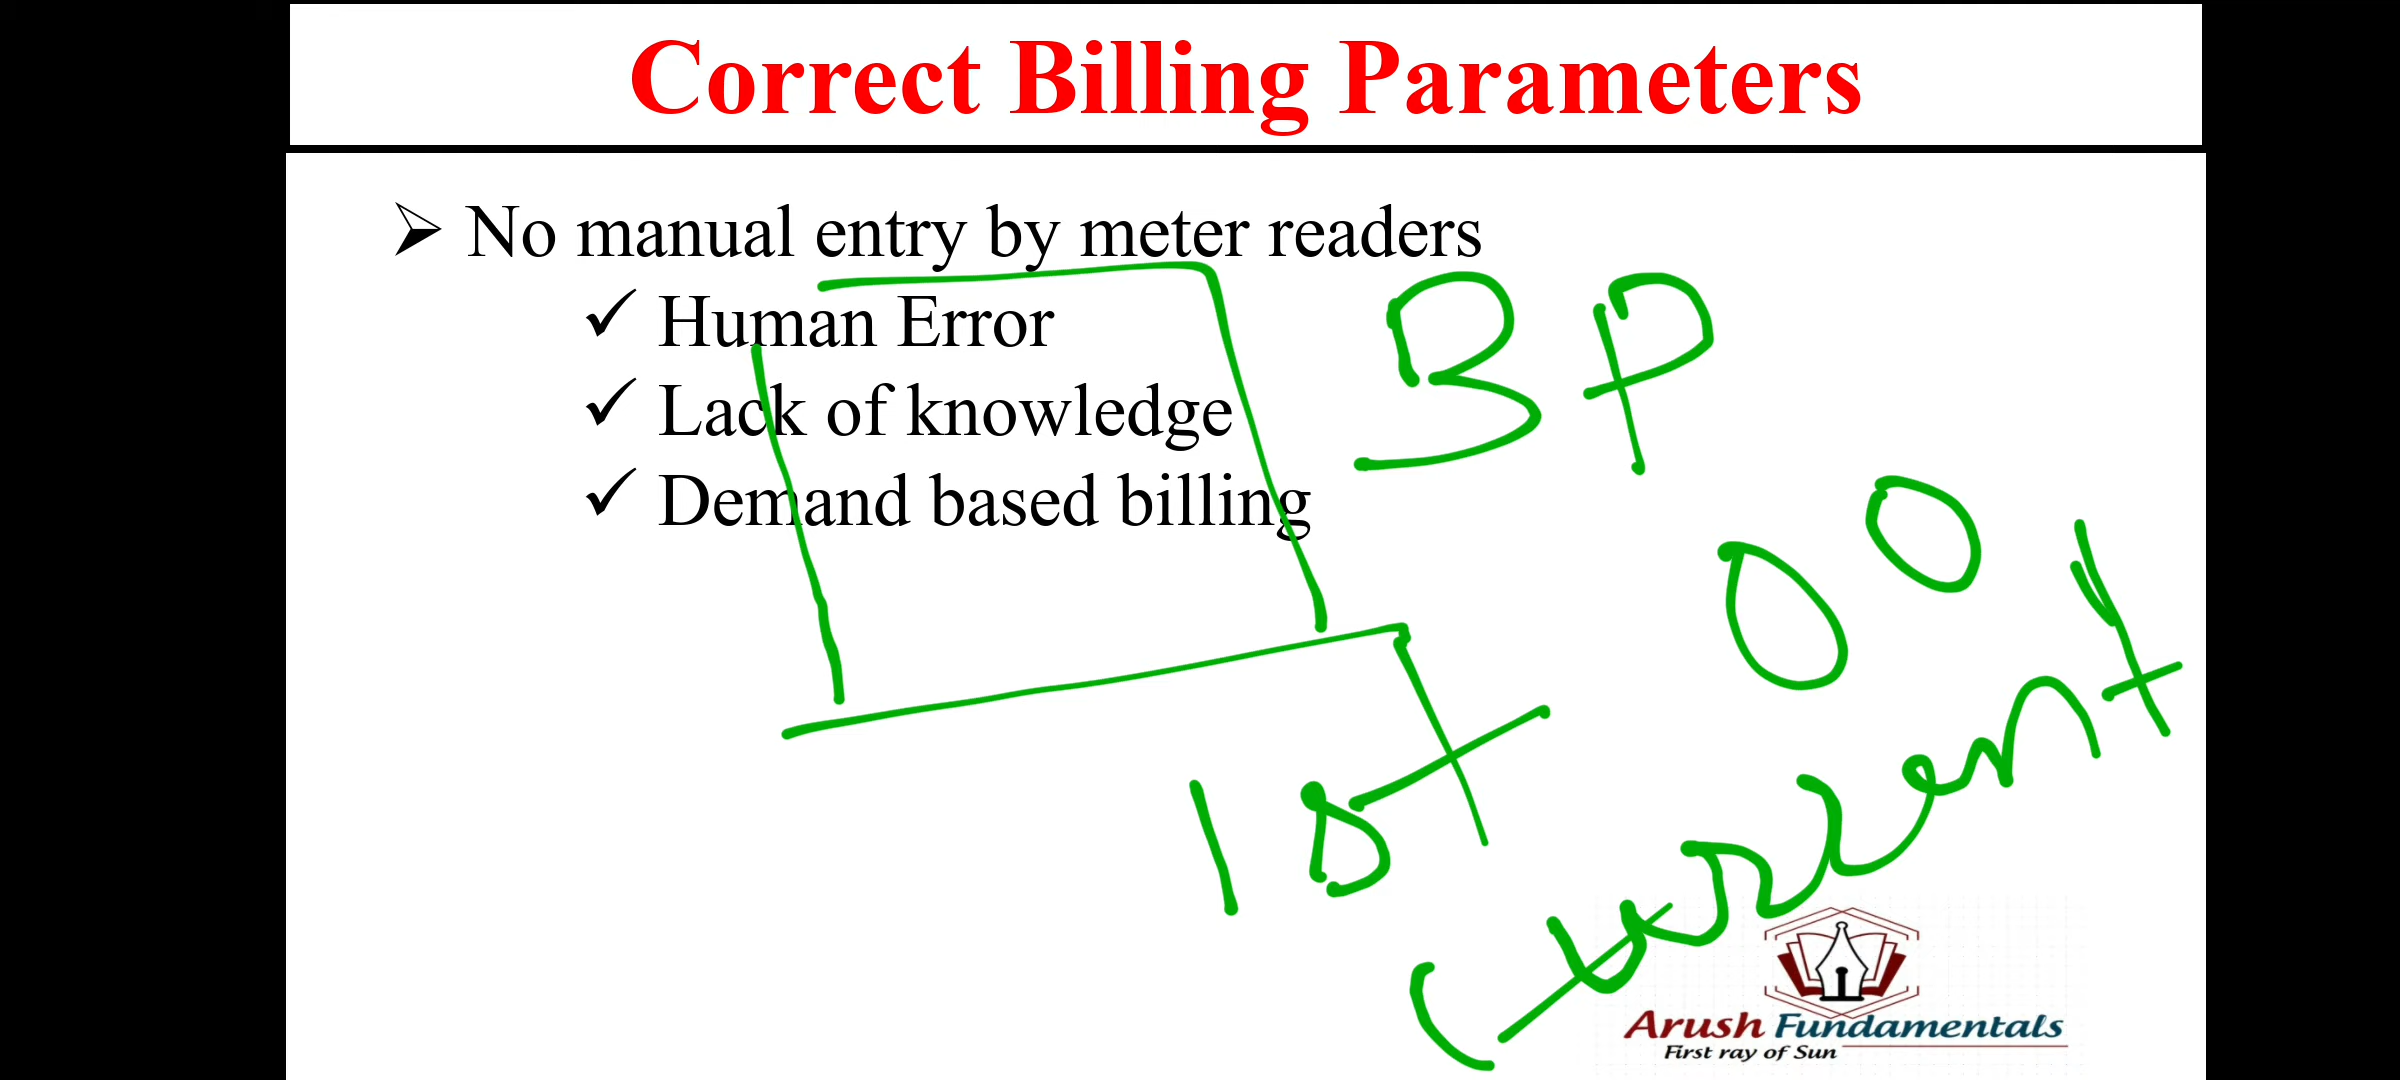 Correct Billing Parameters
➢ No manual entry by meter readers
✓ Human Error
✓ Lack of knowledge
✓ Demand based billing
BP
00
1st
Current
Arush Fundamentals
First ray of Sun